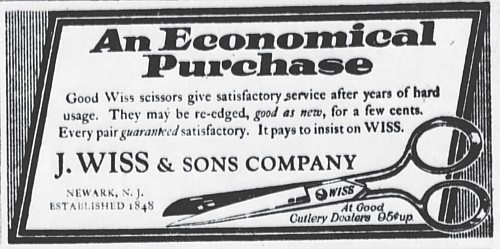 An Economical
Purchase
Good Wiss scissors give satisfactory service after years of hard
usage. They may be re-edged, good as new, for a few cents.
Every pair guaranteed satisfactory. It pays to insist on WISS.
J. WISS & SONS COMPANY
NEWARK, N. J.
ESTABLISHED 1848
WISS
At Good
Cutlery Dealers 95¢ up